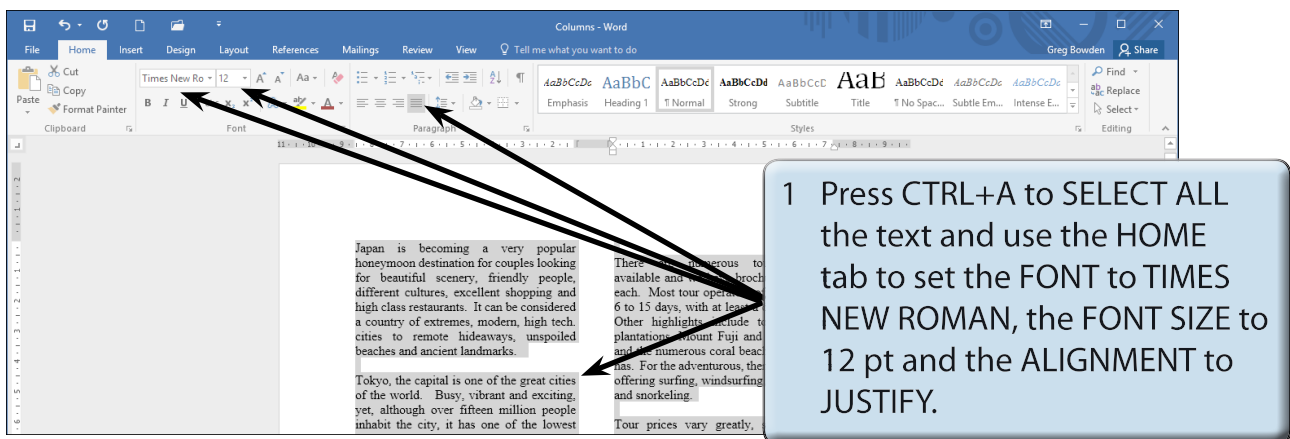 Columns - Word
File Home Insert Design Layout References Mailings Review View Tell me what you want to do Greg Bowden Share
Paste
Cut
Copy
Format Painter
Clipboard
Times New Ro 12 Aa
B I U
Font
Paragraph
AaBbCcDc AaBbC AaBbCcDc AaBbCcDd AaBbCcC AaB AaBbCcDc AaBbCcDc AaBbCcDc
Emphasis Heading 1 ¶ Normal Strong Subtitle Title ¶ No Spac... Subtle Em... Intense E...
Styles
Find
Replace
Select
Editing
Japan is becoming a very popular
honeymoon destination for couples looking
for beautiful scenery, friendly people,
different cultures, excellent shopping and
high class restaurants. It can be considered
a country of extremes, modern, high tech.
cities to remote hideaways, unspoiled
beaches and ancient landmarks.
Tokyo, the capital is one of the great cities
of the world. Busy, vibrant and exciting,
yet, although over fifteen million people
inhabit the city, it has one of the lowest
There numerous to
available and broch
each. Most tour
6 to 15 days, with at least
Other highlights include to
plantations, Mount Fuji and
and the numerous coral beac
has. For the adventurous, the
offering surfing, windsurfing
and snorkeling.
Tour prices vary greatly,
1 Press CTRL+A to SELECT ALL
the text and use the HOME
tab to set the FONT to TIMES
NEW ROMAN, the FONT SIZE to
12 pt and the ALIGNMENT to
JUSTIFY.